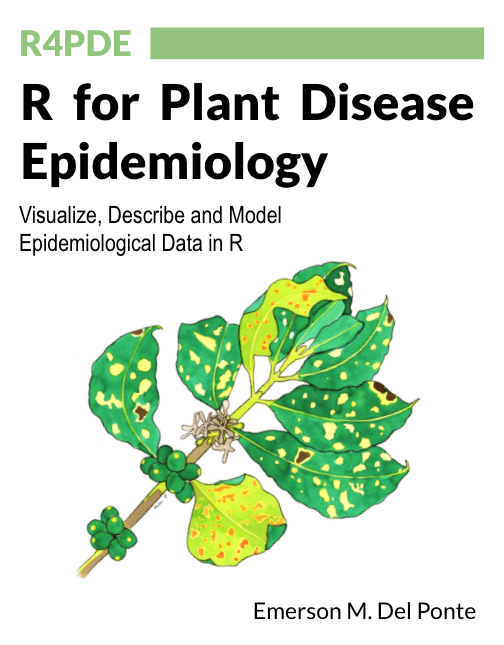 R4PDE
R for Plant Disease
Epidemiology
Visualize, Describe and Model
Epidemiological Data in R
Emerson M. Del Ponte